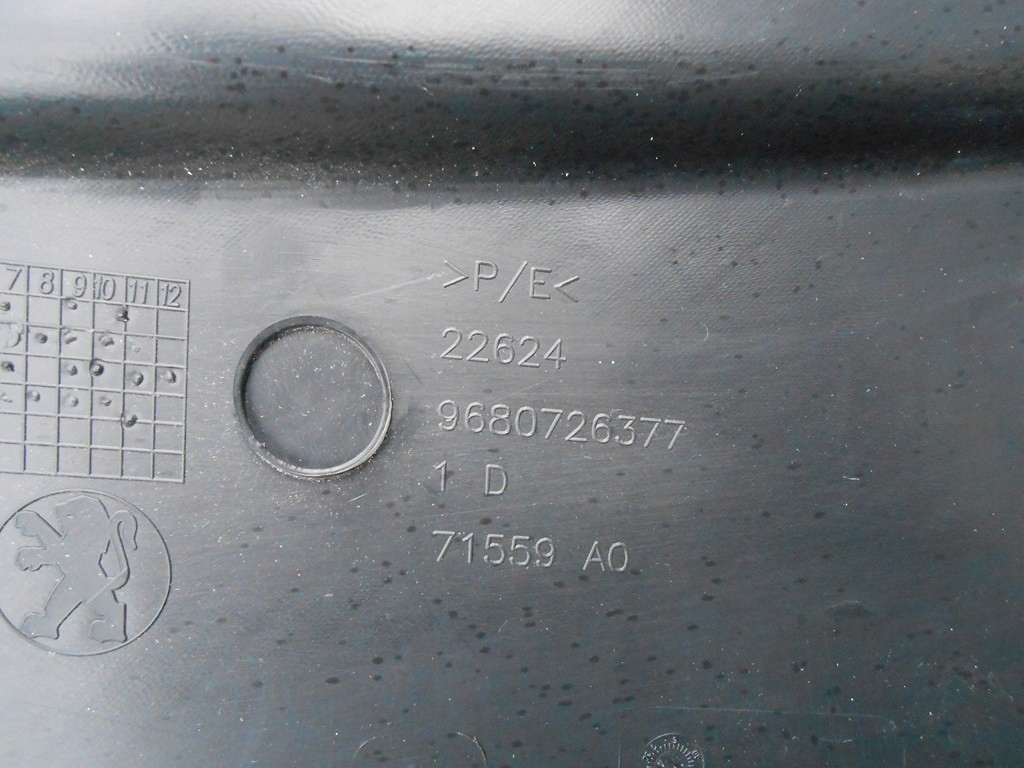 7 8 9 10 11 12
>P/E<
22624
9680726377
1 D
71559 A0